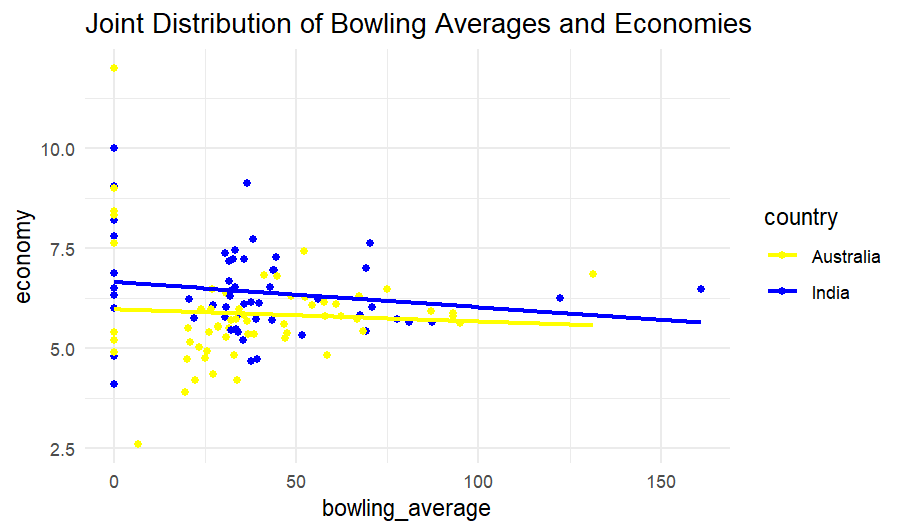 Joint Distribution of Bowling Averages and Economies
economy
10.0
7.5
5.0
2.5
0 50 100 150
bowling_average
country
Australia
India